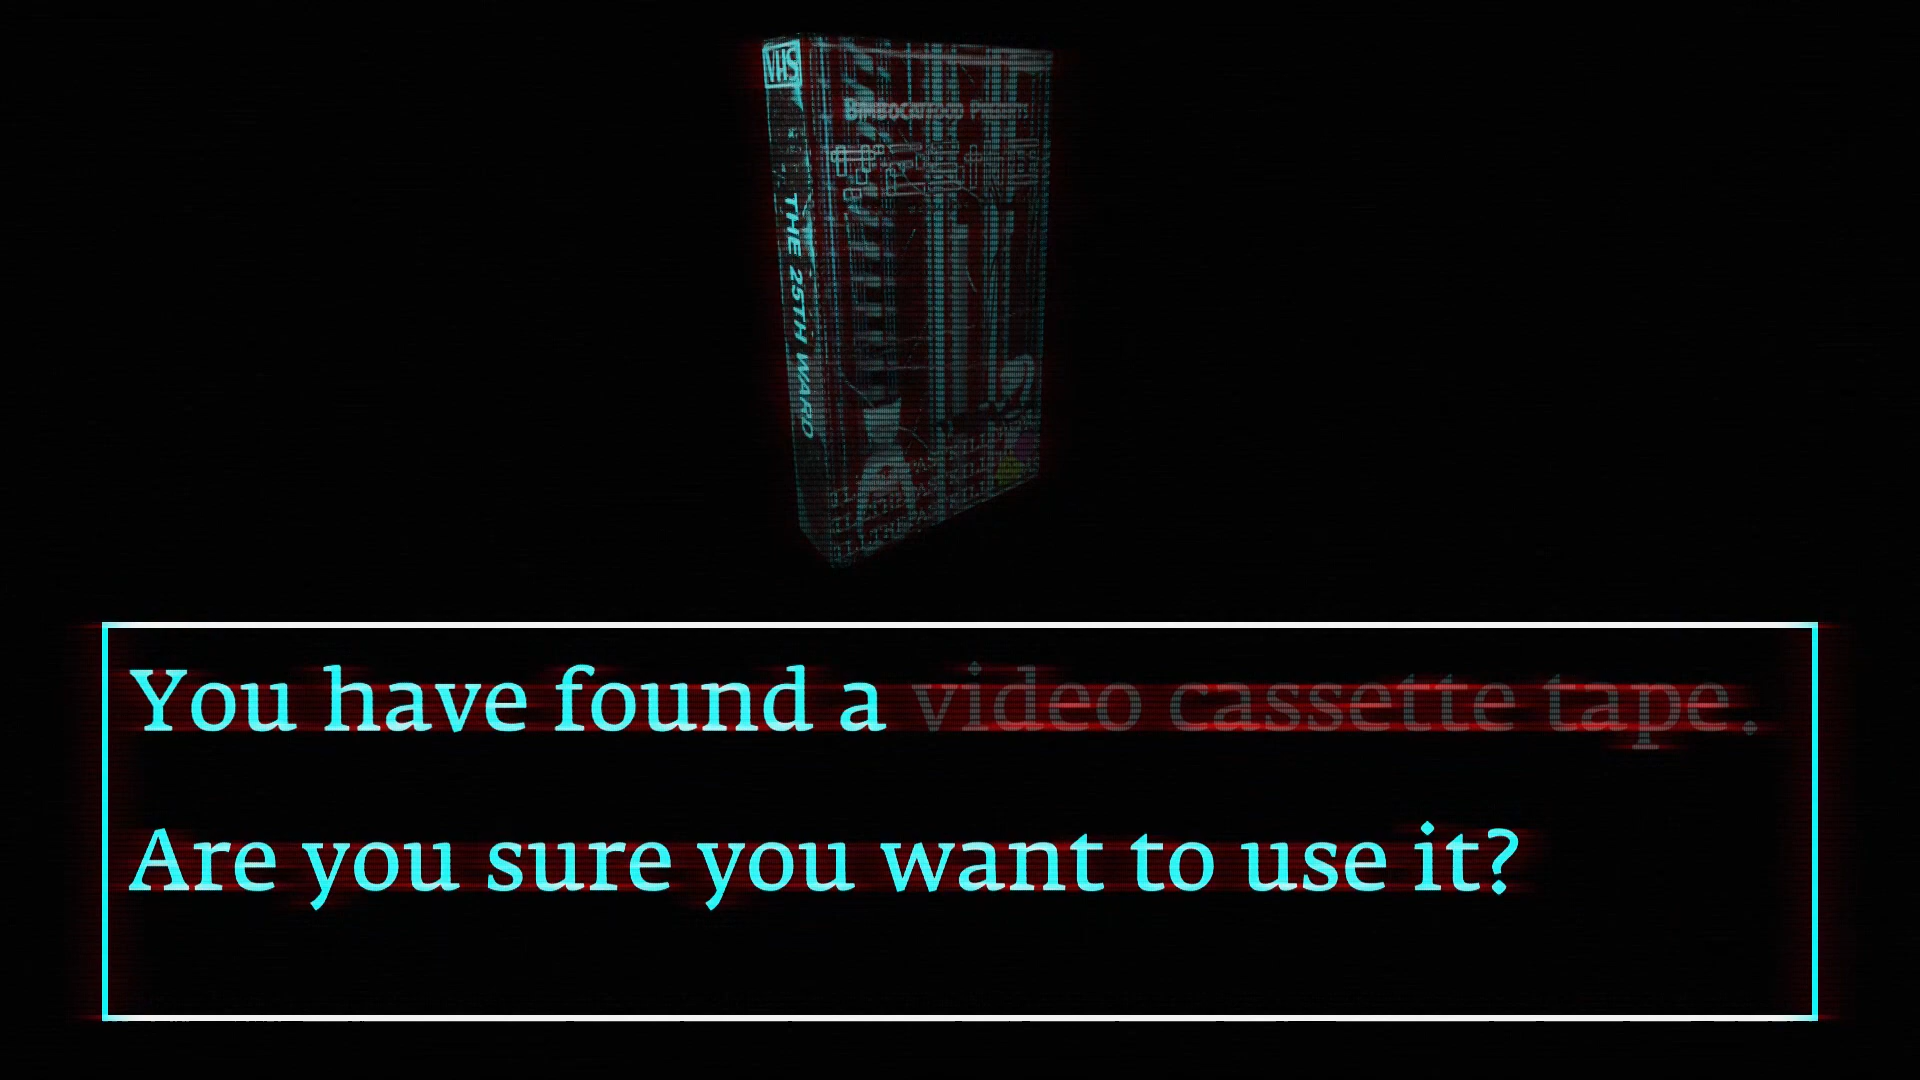 VHS
THE 25TH WARD
You have found a video cassette tape.
Are you sure you want to use it?